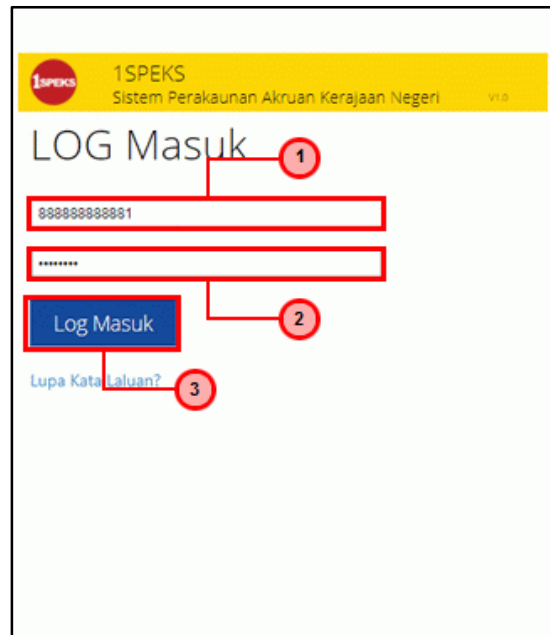 1SPEKS
1SPEKS
Sistem Perakaunan Akruan Kerajaan Negeri V1.0
LOG Masuk
1
888888888881
••••••••
2
Log Masuk
Lupa Kata Laluan?
3